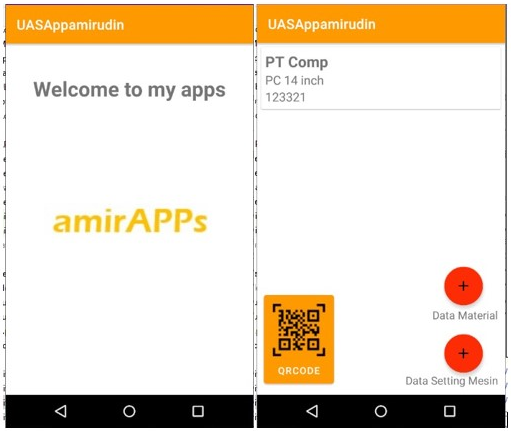 UASAppamirudin
Welcome to my apps
amirAPPs
UASAppamirudin
PT Comp
PC 14 inch
123321
+
Data Material
QRCODE
+
Data Setting Mesin